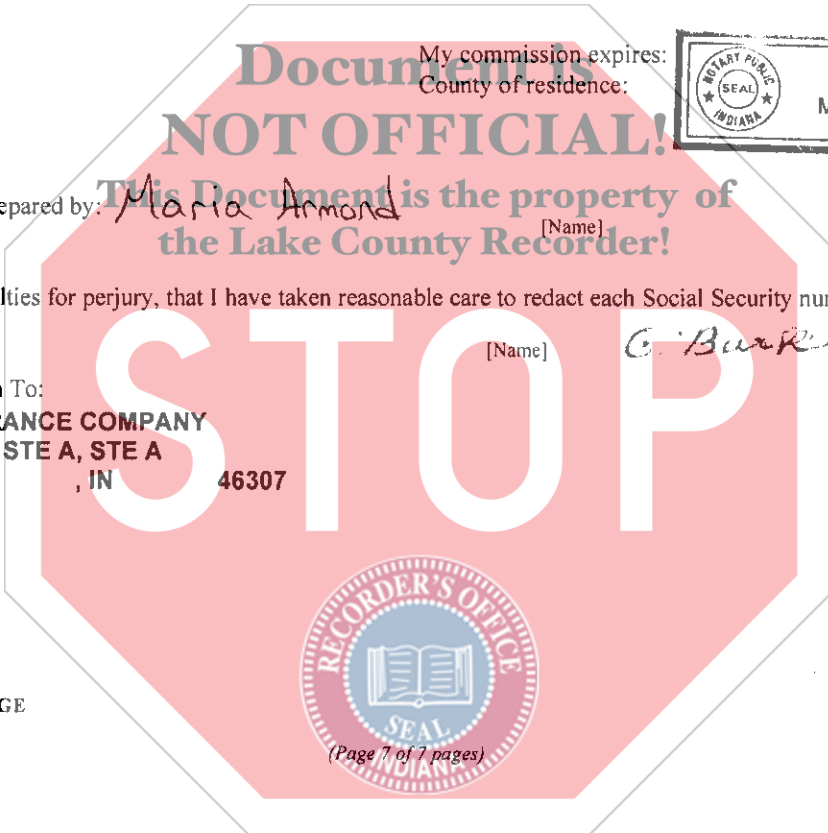 Document is
My commission expires:
County of residence:
NOTARY PUBLIC
SEAL
INDIANA
M
NOT OFFICIAL!
epared by: Maria Armond
This Document is the property of
[Name]
the Lake County Recorder!
lties for perjury, that I have taken reasonable care to redact each Social Security nu
[Name]
STOP
To:
ANCE COMPANY
STE A, STE A
, IN 46307
RECORDER'S OFFICE
SEAL
INDIANA
GE
(Page 7 of 7 pages)